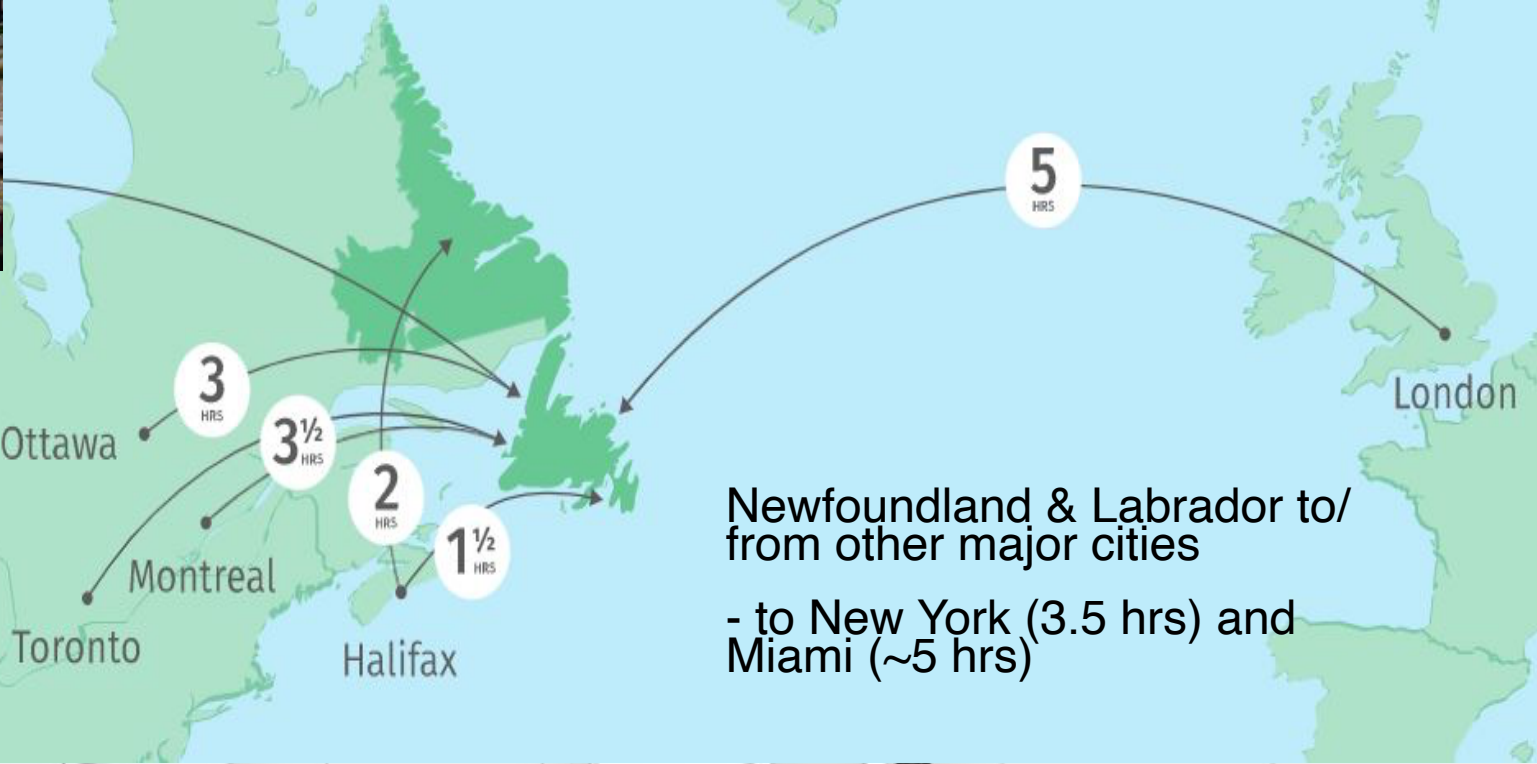 5
HRS
3
HRS
Ottawa
3½
HRS
2
HRS
1½
HRS
Montreal
Toronto
Halifax
London
Newfoundland & Labrador to/
from other major cities
- to New York (3.5 hrs) and
Miami (~5 hrs)